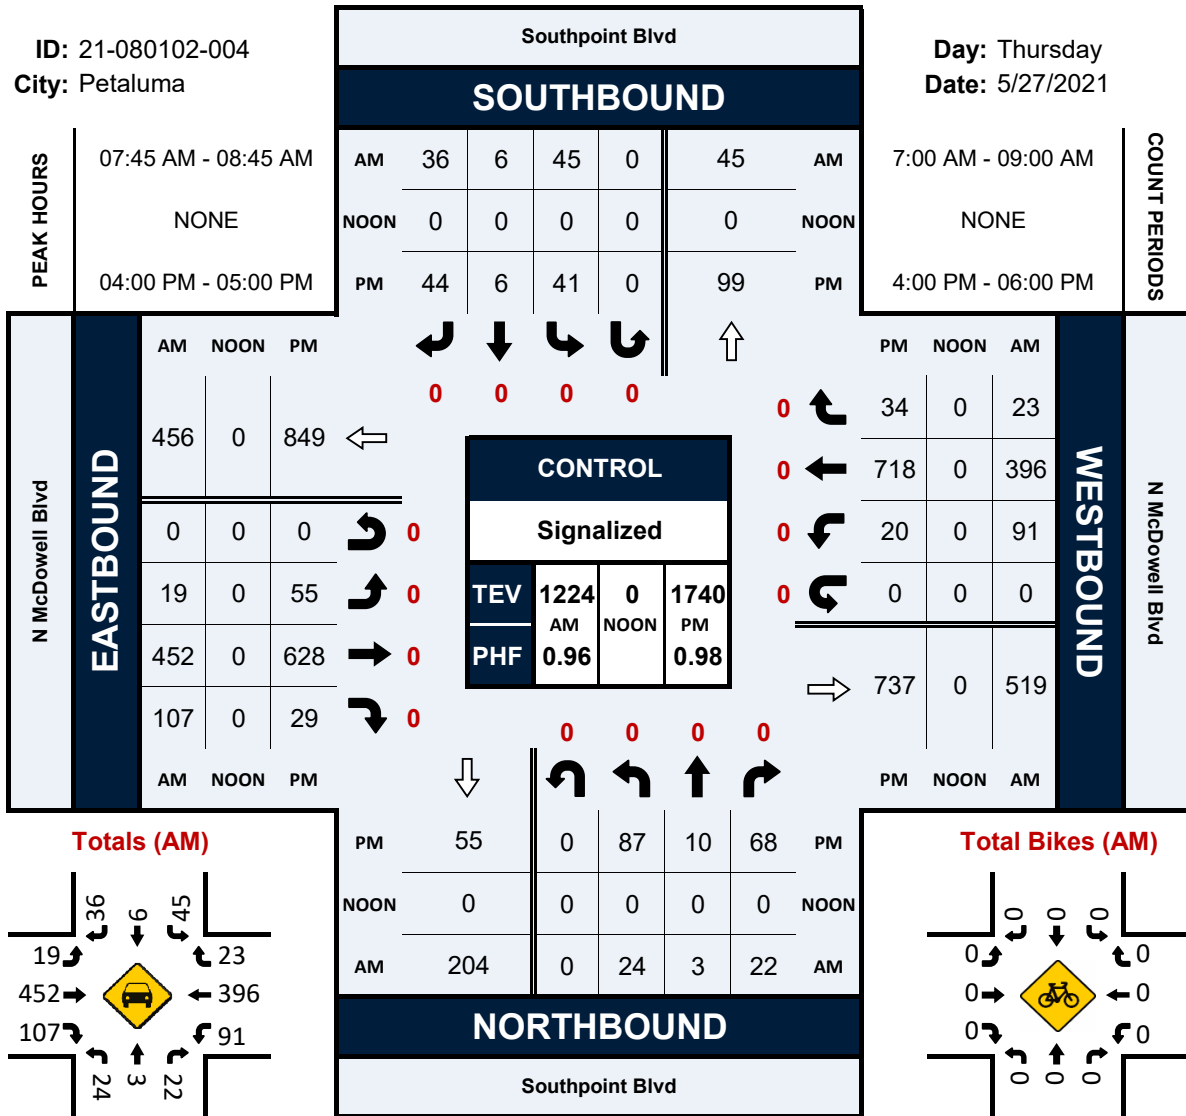 ID: 21-080102-004
City: Petaluma
Southpoint Blvd
Day: Thursday
Date: 5/27/2021
SOUTHBOUND
PEAK HOURS
07:45 AM - 08:45 AM
NONE
04:00 PM - 05:00 PM
AM 36 6 45 0 45 AM
NOON 0 0 0 0 0 NOON
PM 44 6 41 0 99 PM
7:00 AM - 09:00 AM
NONE
4:00 PM - 06:00 PM
COUNT PERIODS
0 0 0 0
N McDowell Blvd
EASTBOUND
AM NOON PM
456 0 849
0 0 0 0
19 0 55 0
452 0 628 0
107 0 29 0
AM NOON PM
CONTROL
Signalized
TEV 1224 0 1740
AM NOON PM
PHF 0.96 0.98
PM NOON AM
0 34 0 23
0 718 0 396
0 20 0 91
0 0 0 0
737 0 519
PM NOON AM
WESTBOUND
N McDowell Blvd
0 0 0 0
PM 55 0 87 10 68 PM
NOON 0 0 0 0 0 NOON
AM 204 0 24 3 22 AM
NORTHBOUND
Southpoint Blvd
Totals (AM)
36 6 45
19 23
452 396
107 91
24 3 22
Total Bikes (AM)
0 0 0
0 0
0 0
0 0
0 0 0